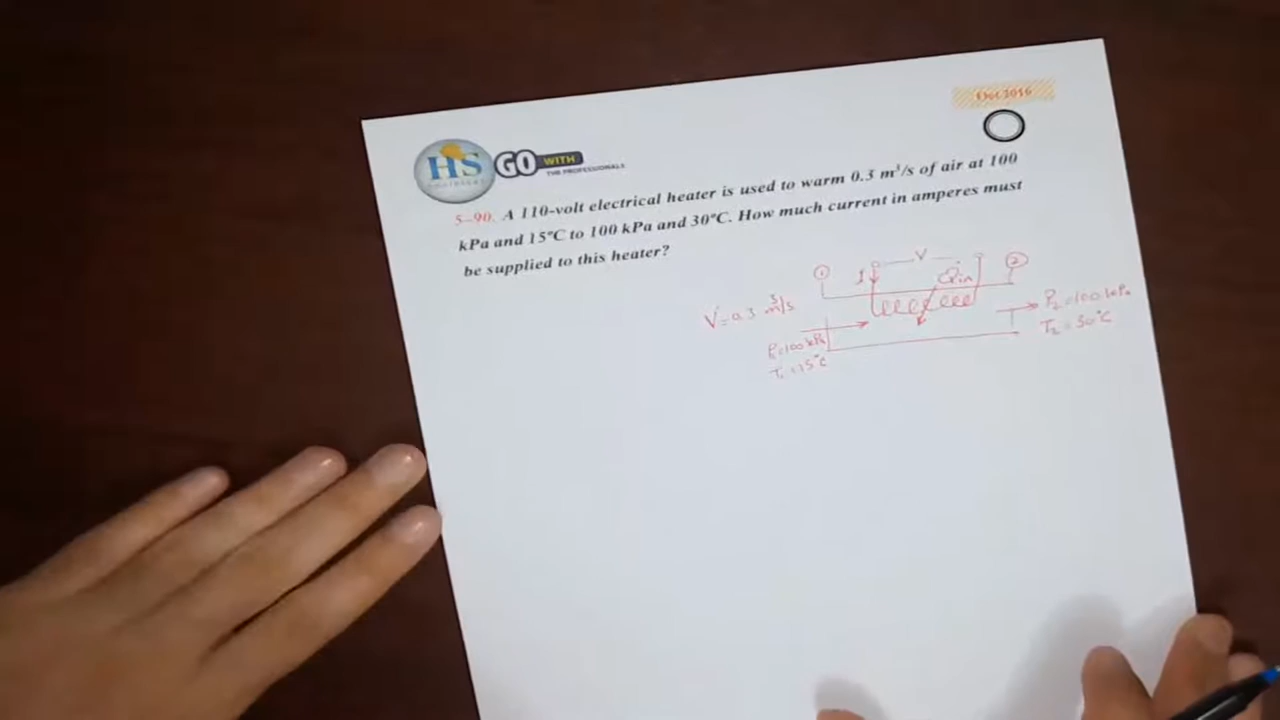 Oct 2016
HS
GO WITH
THE PROFESSIONALS
5-90. A 110-volt electrical heater is used to warm 0.3 m³/s of air at 100
kPa and 15°C to 100 kPa and 30°C. How much current in amperes must
be supplied to this heater?
1 I V Qin 2
V = 0.3 m³/s
P₂ = 100 kPa
T₂ = 30°C
P₁ = 100 kPa
T₁ = 15°C